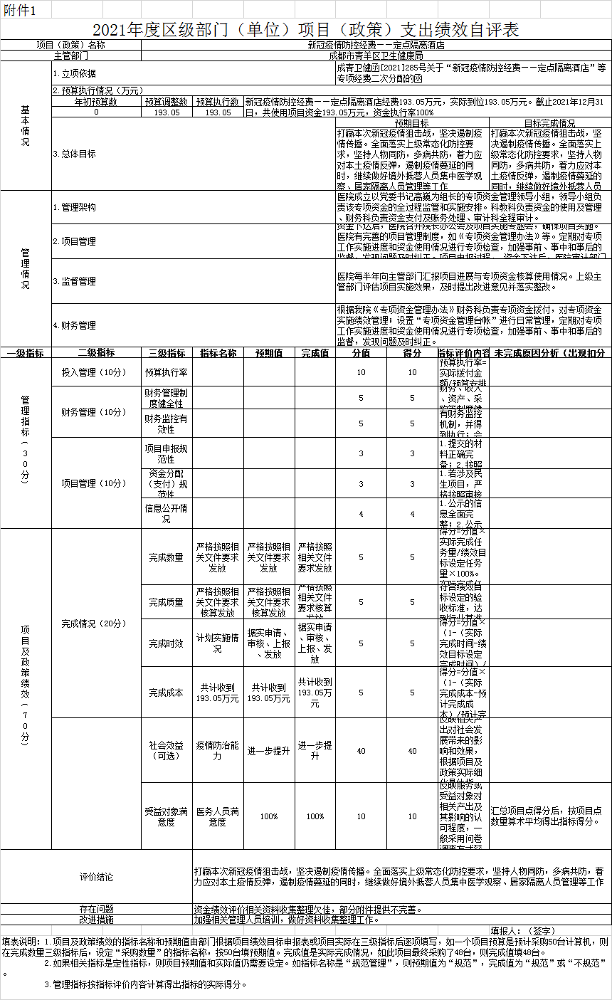 附件1
2021年度区级部门（单位）项目（政策）支出绩效自评表
项目（政策）名称 新冠疫情防控经费——定点隔离酒店
主管部门 成都市青羊区卫生健康局
基本情况
1.立项依据
成青卫健函[2021]285号关于“新冠疫情防控经费——定点隔离酒店”等
专项经费二次分配的函
2.预算执行情况（万元）
年初预算数 预算调整数 预算执行数
0 193.05 193.05
新冠疫情防控经费——定点隔离酒店经费193.05万元，实际到位193.05万元。截止2021年12月31
日，共使用项目资金193.05万元，资金执行率100%
3.总体目标
预期目标 目标完成情况
打赢本次新冠疫情狙击战，坚决遏制疫
情传播。全面落实上级常态化防控要
求，坚持人物同防，多病共防，着力应
对本土疫情反弹，遏制疫情蔓延的同
时，继续做好境外抵蓉人员集中医学观
察、居家隔离人员管理等工作
打赢本次新冠疫情狙击战，坚
决遏制疫情传播。全面落实上
级常态化防控要求，坚持人物
同防，多病共防，着力应对本
土疫情反弹，遏制疫情蔓延的
同时，继续做好境外抵蓉人员
管理情况
1.管理架构
医院成立以党委书记高巍为组长的专项资金管理领导小组，领导小组负
责该专项资金的全过程监管和实施安排。科教科负责资金的使用及管理
、财务科负责资金支付及账务处理、审计科全程审计。
2.项目管理
资金下达后，医院召开院长办公会及项目实施专题会，确保项目实施。
医院有完善的项目管理制度，如《专项资金管理办法》等。定期对专项
工作实施进度和资金使用情况进行专项检查，加强事前、事中和事后的
监督，发现问题及时纠正。项目申报过程， 资金下达后，医院审计部门
3.监督管理
医院每半年向主管部门汇报项目进展与专项资金核算使用情况。上级主
管部门评估项目实施效果，及时提出改进意见并落实整改。
4.财务管理
根据我院《专项资金管理办法》财务科负责专项资金拨付，对专项资金
实施绩效管理；设置“专项资金管理台帐”进行日常管理，定期对专项
工作实施进度和资金使用情况进行专项检查，加强事前、事中和事后的
监督，发现问题及时纠正。
一级指标 二级指标 三级指标 指标名称 预期值 完成值 分值 得分 指标评价内容 未完成原因分析（出现扣分
管理指标（30分）
投入管理（10分） 预算执行率 10 10
预算执行率=
实际拨付金
额/预算安排
财务管理（10分）
财务管理制
度健全性 5 5
财务、收入
、资产、采
购等制度健
财务监控有
效性 5 5
有财务监控
机制，并得
到执行；会
项目管理（10分）
项目申报规
范性 3 3
1.提交的材
料正确完
备；2.按照
资金分配
（支付）规
范性 3 3
1.若涉及民
生项目，严
格按照审核
信息公开情
况 4 4
1.公示的信
息全面完
整；2.公示
项目及政策绩效（70分）
完成情况（20分）
完成数量
严格按照相
关文件要求
发放
严格按照相
关文件要求
发放
严格按照
相关文件
要求发放
5 5
得分=分值×
实际完成任
务量/绩效目
标设定任务
量×100%。
实际完成任
完成质量
严格按照相
关文件要求
核算发放
严格按照相
关文件要求
核算发放
严格按照
相关文件
要求核算
发放
5 5
符合绩效目
标设定的验
收标准，达
到行业基准
完成时效
计划实施情
况
据实申请、
审核、上报
、发放
据实申请
、审核、
上报、发
放
5 5
得分=分值×
（1-（实际
完成时间-绩
效目标设定
完成时间）/
完成成本
共计收到
193.05万元
共计收到
193.05万元
共计收到
193.05万
元
5 5
得分=分值×
（1-（实际
完成成本-预
计完成成
本）/预计完
社会效益
（可选）
疫情防治能
力
进一步提升
进一步提
升
40 40
反映相关产
出对社会发
展带来的影
响和效果，
根据项目及
政策实际细
化具体指
受益对象满
意度
医务人员满
意度
100% 100% 10 10
反映服务或
受益对象对
相关产出及
其影响的认
可程度，一
般采用问卷
调查方式获
汇总项目点得分后，按项目点
数量算术平均得出指标得分。
评价结论
打赢本次新冠疫情狙击战，坚决遏制疫情传播。全面落实上级常态化防控要求，坚持人物同防，多病共防，着
力应对本土疫情反弹，遏制疫情蔓延的同时，继续做好境外抵蓉人员集中医学观察、居家隔离人员管理等工作
存在问题 资金绩效评价相关资料收集整理欠佳，部分附件提供不完善。
改进措施 加强相关管理人员培训，做好资料收集整理工作。
填报人：（签字）
填表说明：1.项目及政策绩效的指标名称和预期值由部门根据项目绩效目标申报表或项目实际在三级指标后逐项填写，如一个项目预算是预计采购50台计算机，则
在完成数量三级指标后，设定“采购数量”的指标名称，按50台填预期值。完成值是实际完成情况，如此项目最终采购了48台，则完成值填48台。
2.如果相关指标是定性指标，则项目预期值和实际值仍需要设定。如指标名称是“规范管理”，则预期值为“规范”，完成值为“规范”或“不规范”
。
3.管理指标按指标评价内容计算得出指标的实际得分。